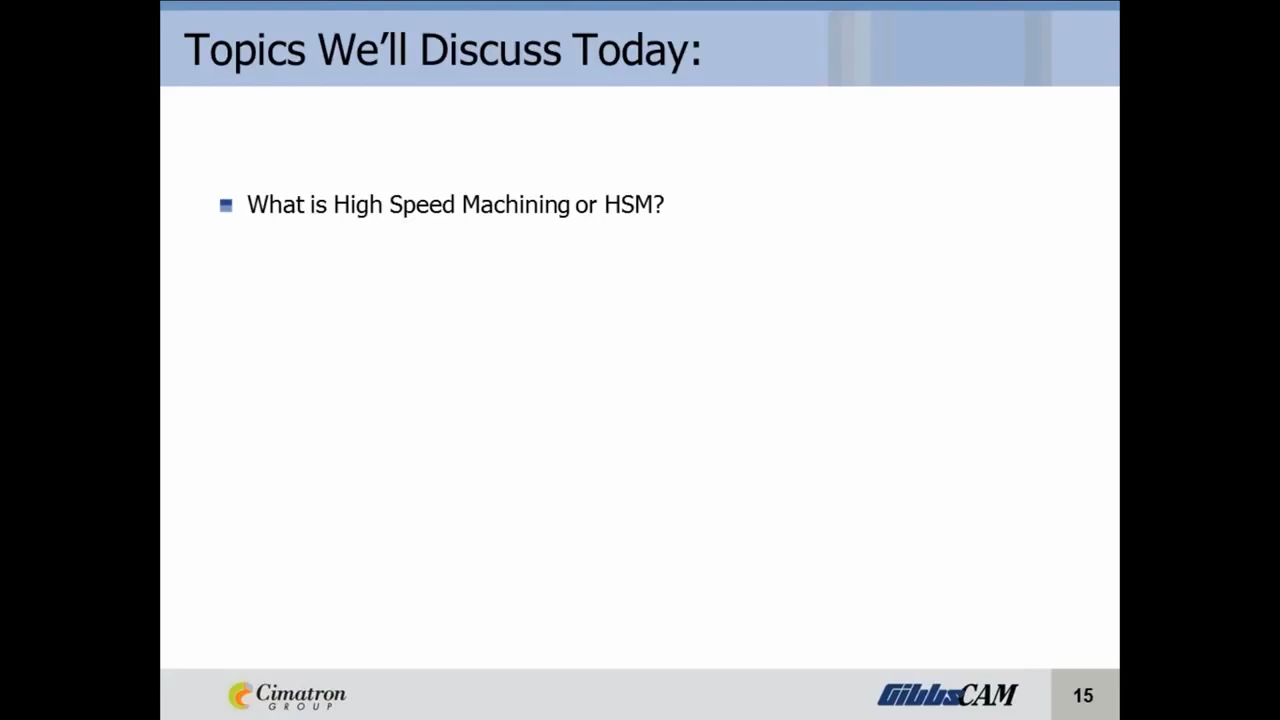 Topics We'll Discuss Today:
What is High Speed Machining or HSM?
Cimatron
GROUP
GibbsCAM
15